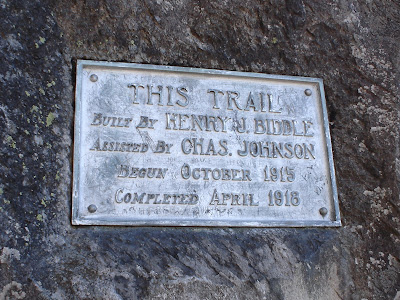 THIS TRAIL
BUILT BY HENRY J. BIDDLE
ASSISTED BY CHAS. JOHNSON
BEGUN OCTOBER 1915
COMPLETED APRIL 1918